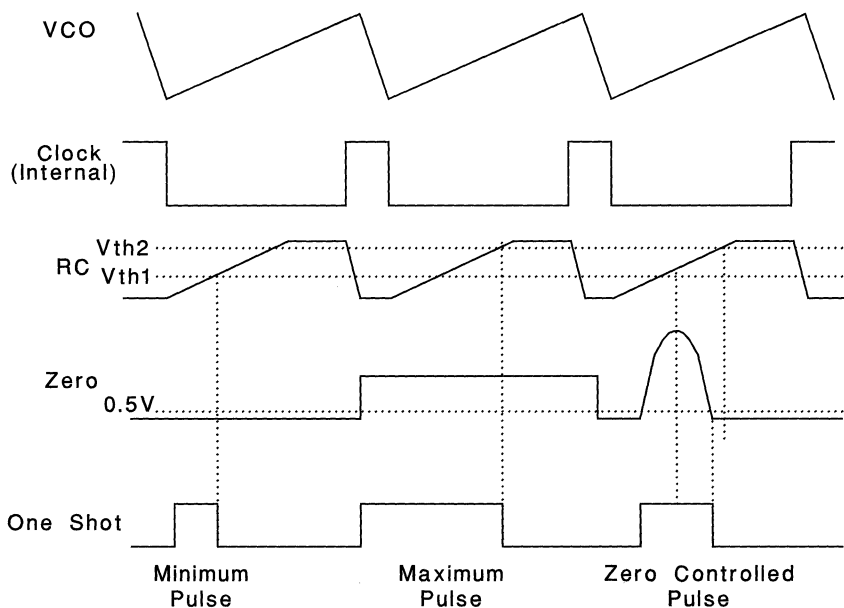 VCO
Clock
(Internal)
Vth2
RC
Vth1
Zero
0.5V
One Shot
Minimum
Pulse
Maximum
Pulse
Zero Controlled
Pulse